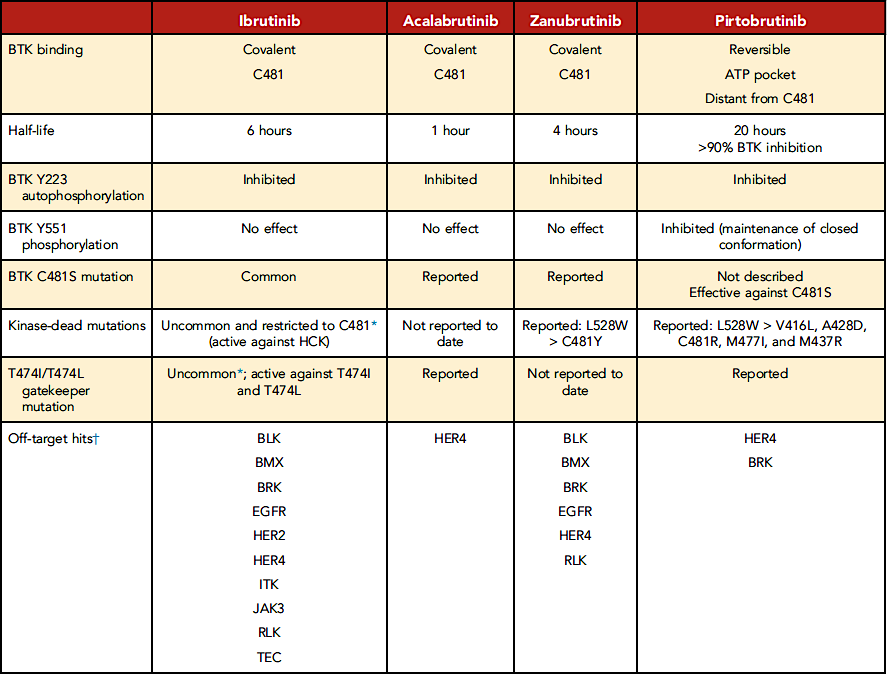 Ibrutinib Acalabrutinib Zanubrutinib Pirtobrutinib
BTK binding Covalent Covalent Covalent Reversible
C481 C481 C481 ATP pocket
Distant from C481
Half-life 6 hours 1 hour 4 hours 20 hours
>90% BTK inhibition
BTK Y223 Inhibited Inhibited Inhibited Inhibited
autophosphorylation
BTK Y551 No effect No effect No effect Inhibited (maintenance of closed
phosphorylation conformation)
BTK C481S mutation Common Reported Reported Not described
Effective against C481S
Kinase-dead mutations Uncommon and restricted to C481* Not reported to Reported: L528W Reported: L528W > V416L, A428D,
(active against HCK) date > C481Y C481R, M477I, and M437R
T474I/T474L Uncommon*; active against T474I Reported Not reported to Reported
gatekeeper and T474L date
mutation
Off-target hits† BLK HER4 BLK HER4
BMX BMX BRK
BRK BRK
EGFR EGFR
HER2 HER4
HER4 RLK
ITK
JAK3
RLK
TEC